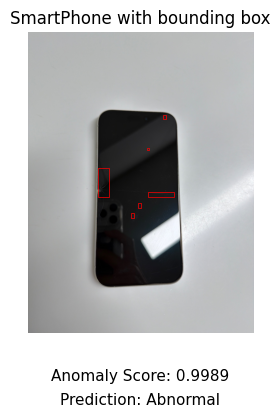 SmartPhone with bounding box
Anomaly Score: 0.9989
Prediction: Abnormal